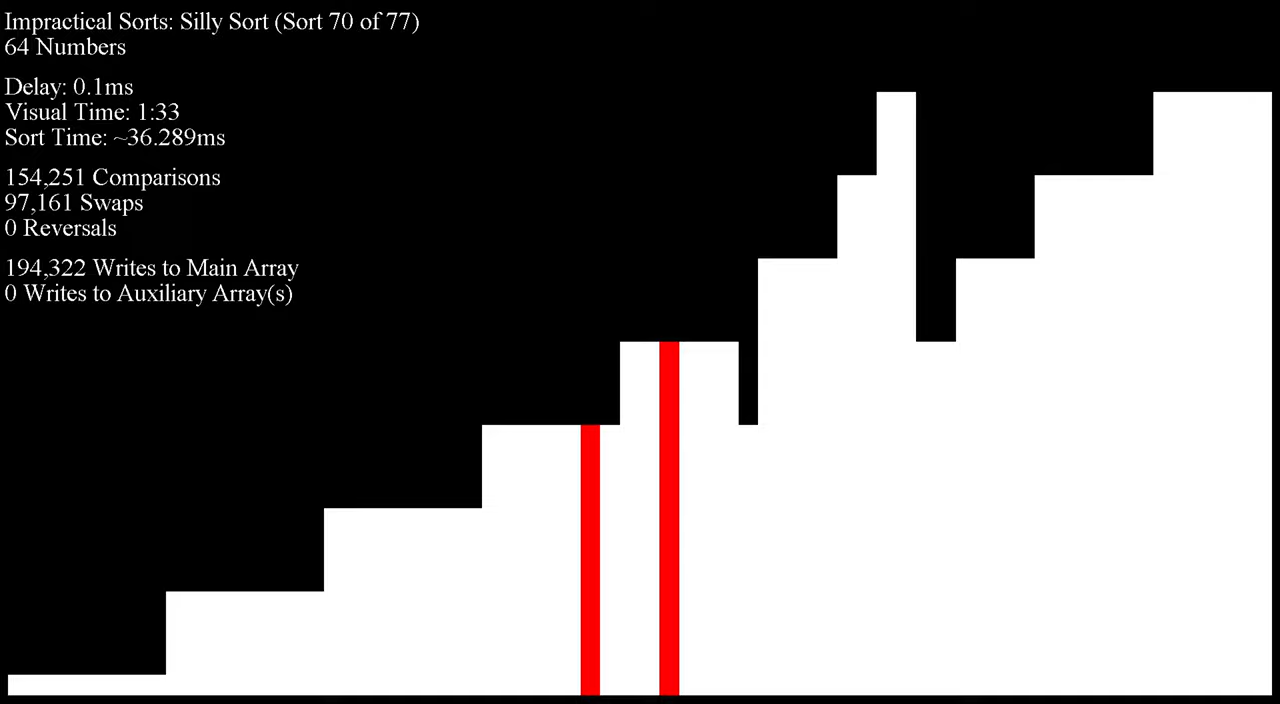 Impractical Sorts: Silly Sort (Sort 70 of 77)
64 Numbers
Delay: 0.1ms
Visual Time: 1:33
Sort Time: ~36.289ms
154,251 Comparisons
97,161 Swaps
0 Reversals
194,322 Writes to Main Array
0 Writes to Auxiliary Array(s)